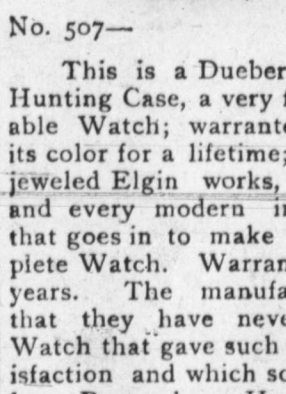 No. 507—
This is a Dueber
Hunting Case, a very
able Watch; warrante
its color for a lifetime;
jeweled Elgin works,
and every modern i
that goes in to make
plete Watch. Warran
years. The manufa
that they have neve
Watch that gave such
isfaction and which so